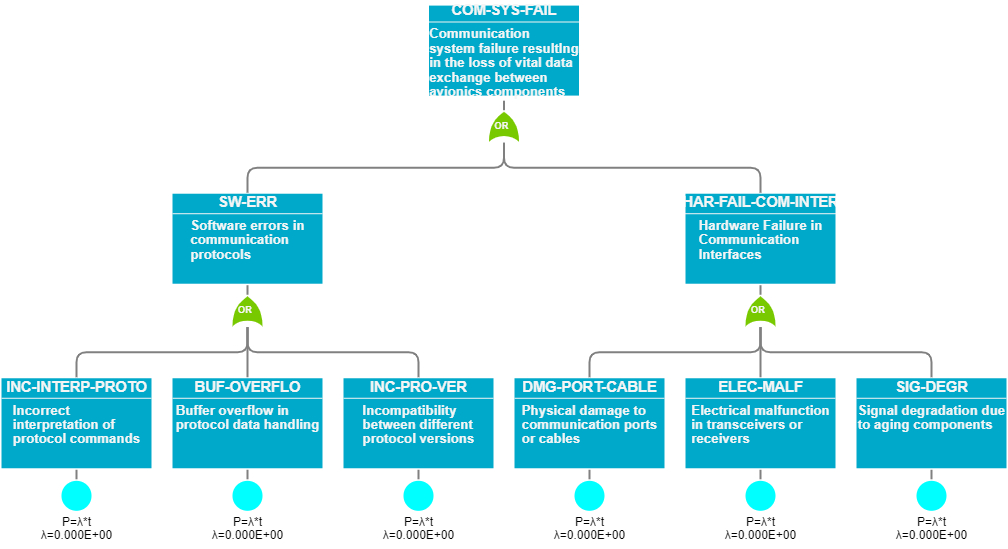 COM-SYS-FAIL
Communication
system failure resulting
in the loss of vital data
exchange between
avionics components
OR
SW-ERR
Software errors in
communication
protocols
HAR-FAIL-COM-INTER
Hardware Failure in
Communication
Interfaces
OR
OR
INC-INTERP-PROTO
Incorrect
interpretation of
protocol commands
BUF-OVERFLO
Buffer overflow in
protocol data handling
INC-PRO-VER
Incompatibility
between different
protocol versions
DMG-PORT-CABLE
Physical damage to
communication ports
or cables
ELEC-MALF
Electrical malfunction
in transceivers or
receivers
SIG-DEGR
Signal degradation due
to aging components
P=λ*t
λ=0.000E+00
P=λ*t
λ=0.000E+00
P=λ*t
λ=0.000E+00
P=λ*t
λ=0.000E+00
P=λ*t
λ=0.000E+00
P=λ*t
λ=0.000E+00